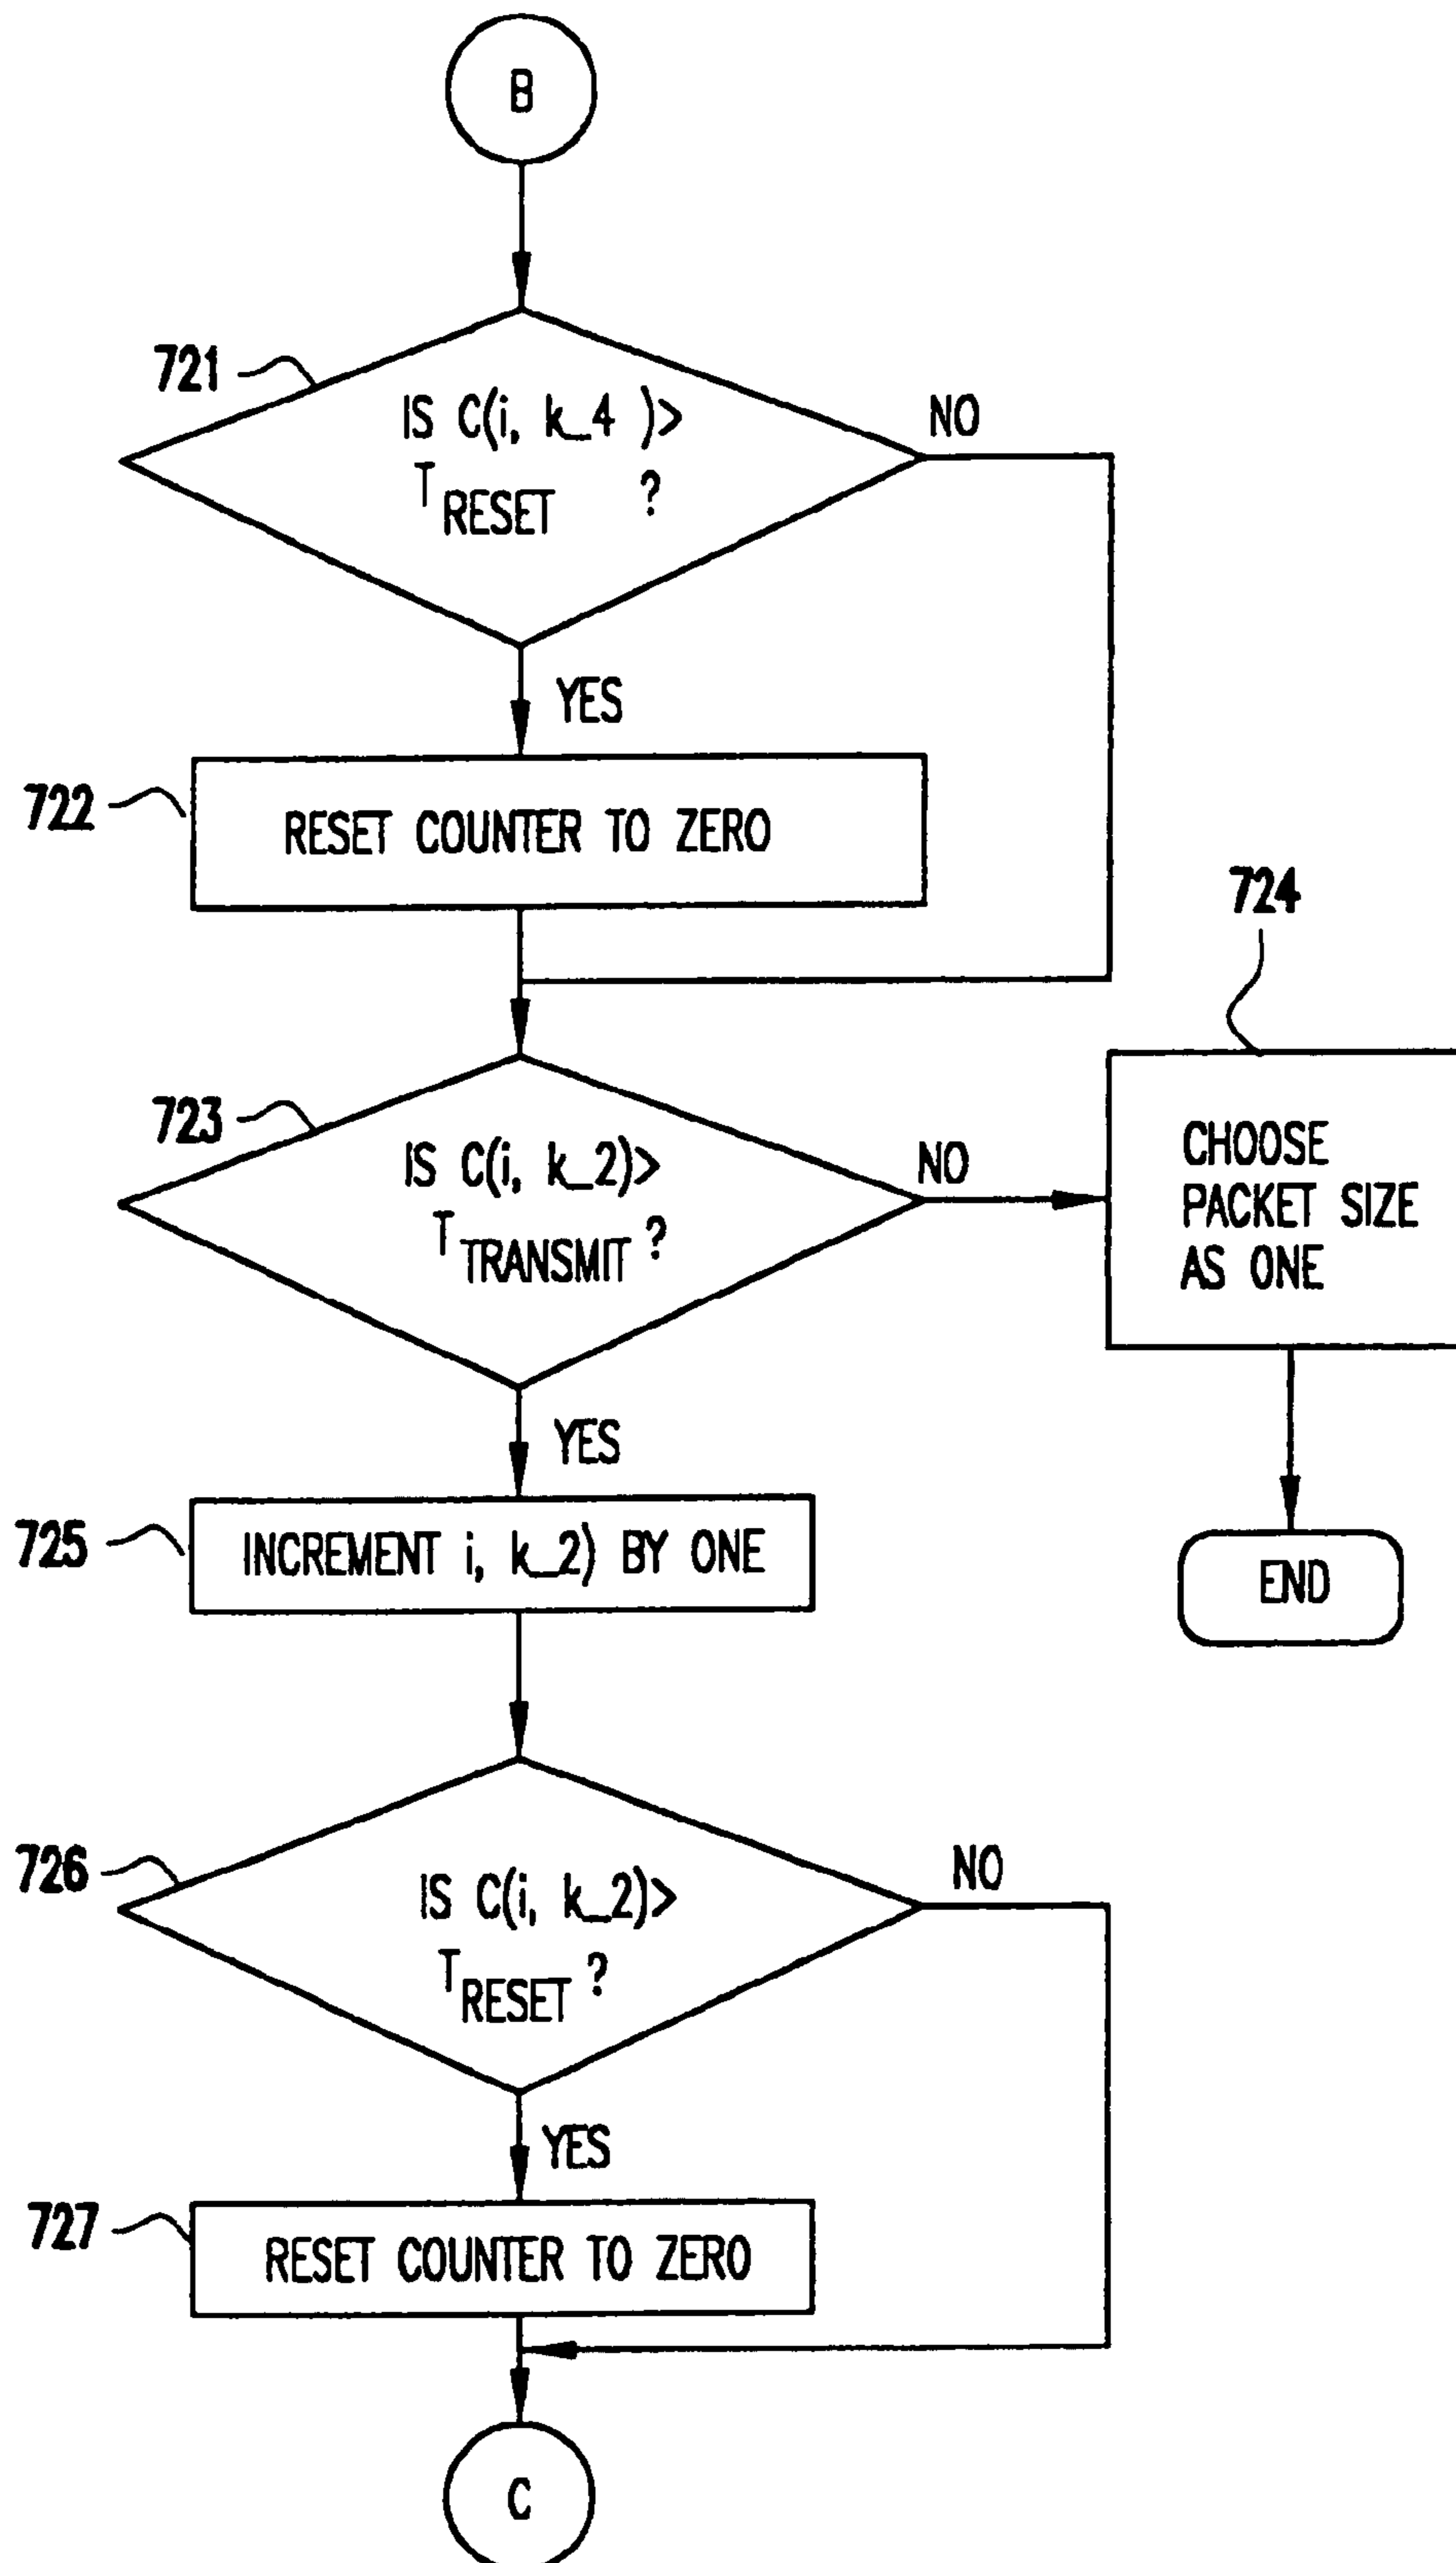 B
721
IS C(i, k_4 )>
T RESET ?
NO
YES
722
RESET COUNTER TO ZERO
724
723
IS C(i, k_2)>
T TRANSMIT ?
NO
CHOOSE
PACKET SIZE
AS ONE
YES
725
INCREMENT i, k_2) BY ONE
END
726
IS C(i, k_2)>
T RESET ?
NO
YES
727
RESET COUNTER TO ZERO
C